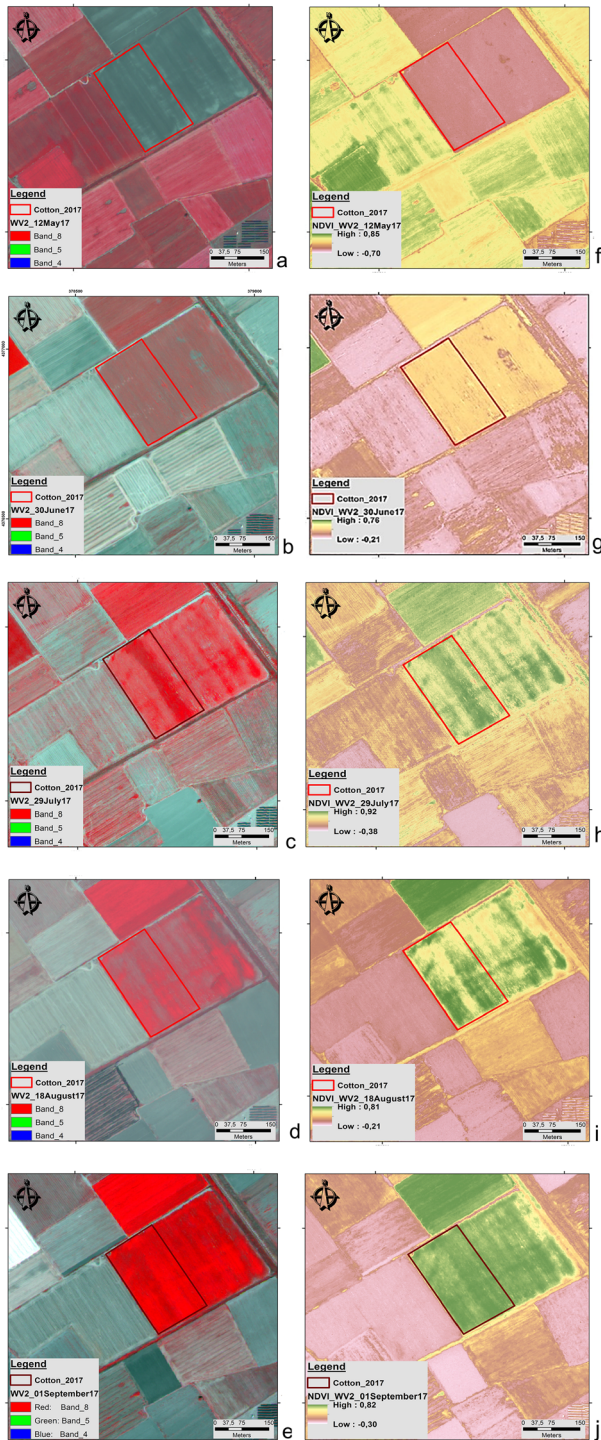 Legend
Cotton_2017
WV2_12May17
Band_8
Band_5
Band_4
0 37,5 75 150
Meters
a
Legend
Cotton_2017
NDVI_WV2_12May17
High : 0,85
Low : -0,70
0 37,5 75 150
Meters
f
Legend
Cotton_2017
WV2_30June17
Band_8
Band_5
Band_4
0 37,5 75 150
Meters
b
Legend
Cotton_2017
NDVI_WV2_30June17
High : 0,76
Low : -0,21
0 37,5 75 150
Meters
g
Legend
Cotton_2017
WV2_29July17
Band_8
Band_5
Band_4
0 37,5 75 150
Meters
c
Legend
Cotton_2017
NDVI_WV2_29July17
High : 0,92
Low : -0,38
0 37,5 75 150
Meters
h
Legend
Cotton_2017
WV2_18August17
Band_8
Band_5
Band_4
0 37,5 75 150
Meters
d
Legend
Cotton_2017
NDVI_WV2_18August17
High : 0,81
Low : -0,21
0 37,5 75 150
Meters
i
Legend
Cotton_2017
WV2_01September17
Red: Band_8
Green: Band_5
Blue: Band_4
0 37,5 75 150
Meters
e
Legend
Cotton_2017
NDVI_WV2_01September17
High : 0,82
Low : -0,30
0 37,5 75 150
Meters
j